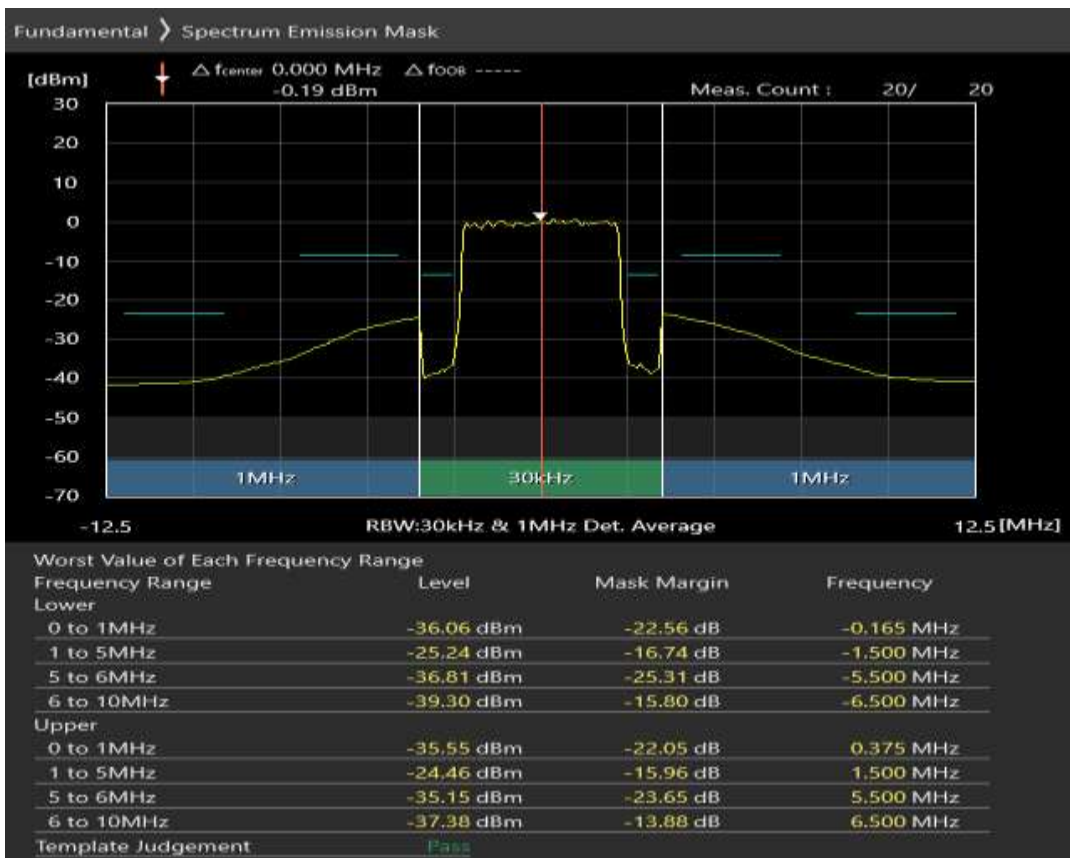 Fundamental ❯ Spectrum Emission Mask
[dBm] △ fcenter 0.000 MHz △ fOOB -----
-0.19 dBm Meas. Count : 20/ 20
30
20
10
0
-10
-20
-30
-40
-50
-60
-70
1MHz 30kHz 1MHz
-12.5 RBW:30kHz & 1MHz Det. Average 12.5 [MHz]
Worst Value of Each Frequency Range
Frequency Range Level Mask Margin Frequency
Lower
0 to 1MHz -36.06 dBm -22.56 dB -0.165 MHz
1 to 5MHz -25.24 dBm -16.74 dB -1.500 MHz
5 to 6MHz -36.81 dBm -25.31 dB -5.500 MHz
6 to 10MHz -39.30 dBm -15.80 dB -6.500 MHz
Upper
0 to 1MHz -35.55 dBm -22.05 dB 0.375 MHz
1 to 5MHz -24.46 dBm -15.96 dB 1.500 MHz
5 to 6MHz -35.15 dBm -23.65 dB 5.500 MHz
6 to 10MHz -37.38 dBm -13.88 dB 6.500 MHz
Template Judgement Pass